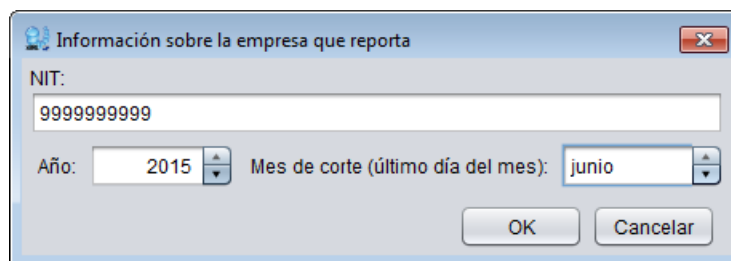 Información sobre la empresa que reporta
NIT:
9999999999
Año: 2015 Mes de corte (último día del mes): junio
OK Cancelar